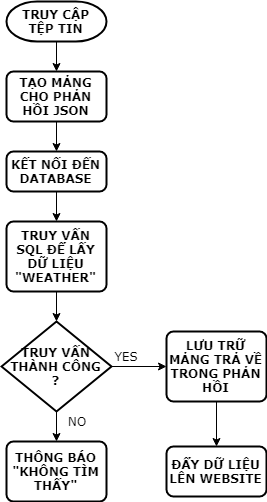 TRUY CẬP
TỆP TIN
TẠO MẢNG
CHO PHẢN
HỒI JSON
KẾT NỐI ĐẾN
DATABASE
TRUY VẤN
SQL ĐỂ LẤY
DỮ LIỆU
"WEATHER"
TRUY VẤN
THÀNH CÔNG
?
YES
LƯU TRỮ
MẢNG TRẢ VỀ
TRONG PHẢN
HỒI
NO
THÔNG BÁO
"KHÔNG TÌM
THẤY"
ĐẨY DỮ LIỆU
LÊN WEBSITE